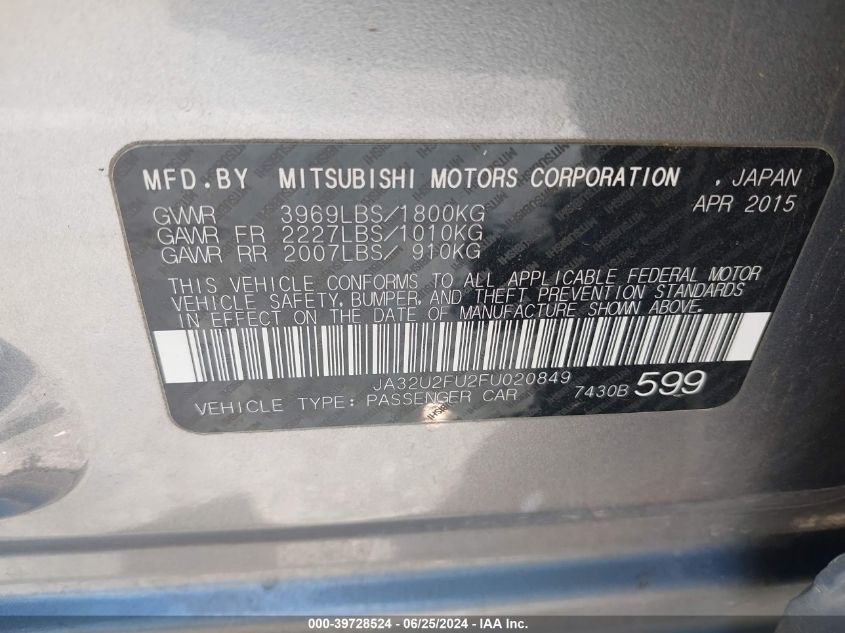 MFD.BY MITSUBISHI MOTORS CORPORATION , JAPAN
APR 2015
GVWR 3969LBS/1800KG
GAWR FR 2227LBS/1010KG
GAWR RR 2007LBS/ 910KG
THIS VEHICLE CONFORMS TO ALL APPLICABLE FEDERAL MOTOR
VEHICLE SAFETY, BUMPER, AND THEFT PREVENTION STANDARDS
IN EFFECT ON THE DATE OF MANUFACTURE SHOWN ABOVE.
JA32U2FU2FU020849
VEHICLE TYPE: PASSENGER CAR 7430B 599
000-39728524 - 06/25/2024 - IAA Inc.